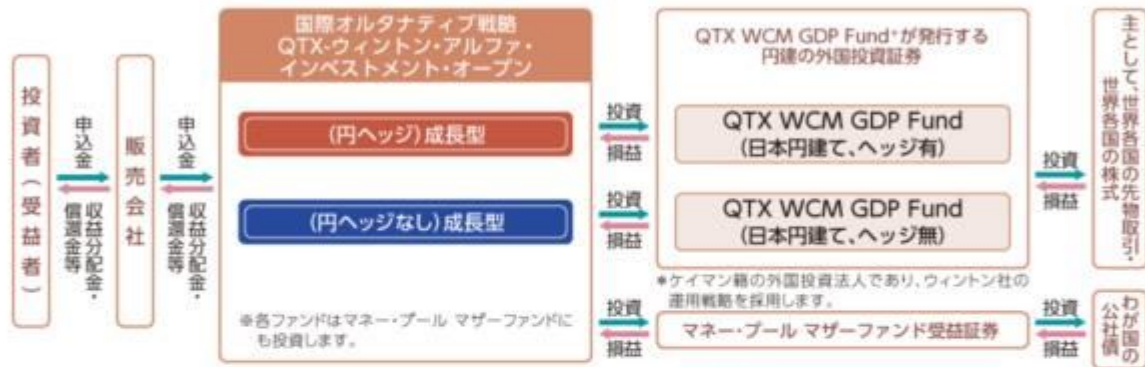 投資者(受益者)
申込金
収益分配金・
償還金等
販売会社
申込金
収益分配金・
償還金等
国際オルタナティブ戦略
QTX-ウィントン・アルファ・
インベストメント・オープン
(円ヘッジ)成長型
(円ヘッジなし)成長型
※各ファンドはマネー・プール マザーファンドに
も投資します。
投資
損益
投資
損益
投資
損益
QTX WCM GDP Fund*が発行する
円建の外国投資証券
QTX WCM GDP Fund
(日本円建て、ヘッジ有)
QTX WCM GDP Fund
(日本円建て、ヘッジ無)
*ケイマン籍の外国投資法人であり、ウィントン社の
運用戦略を採用します。
マネー・プール マザーファンド受益証券
投資
損益
投資
損益
主として、世界各国の先物取引・
世界各国の株式
わが国の
公社債